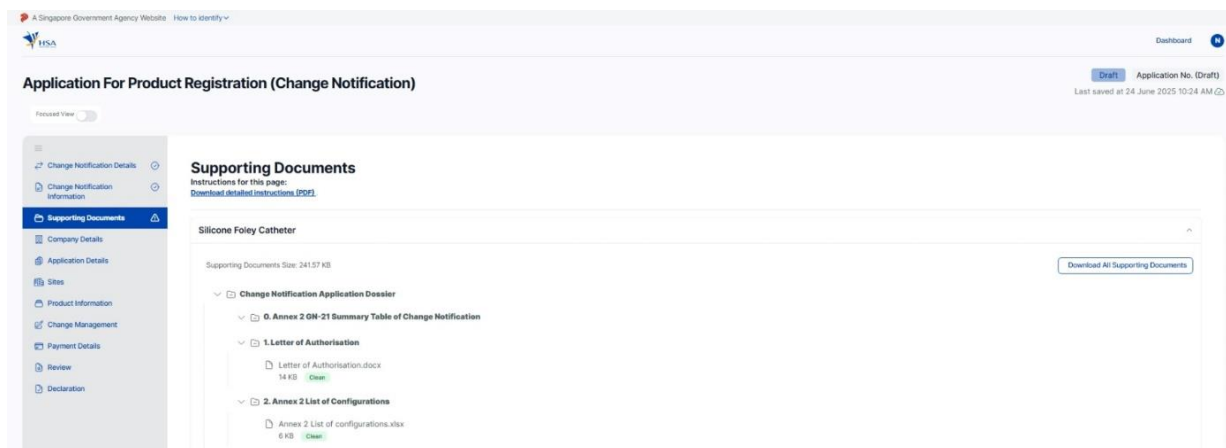 A Singapore Government Agency Website How to identify
HSA
Dashboard
N
Application For Product Registration (Change Notification)
Draft
Application No. (Draft)
Last saved at 24 June 2025 10:24 AM
Focused View
Change Notification Details
Change Notification
Information
Supporting Documents
Company Details
Application Details
Sites
Product Information
Change Management
Payment Details
Review
Declaration
Supporting Documents
Instructions for this page:
Download detailed instructions (PDF).
Silicone Foley Catheter
Supporting Documents Size: 241.57 KB
Download All Supporting Documents
Change Notification Application Dossier
0. Annex 2 GN-21 Summary Table of Change Notification
1.Letter of Authorisation
Letter of Authorisation.docx
14 KB Clean
2. Annex 2 List of Configurations
Annex 2 List of configurations.xlsx
6 KB Clean